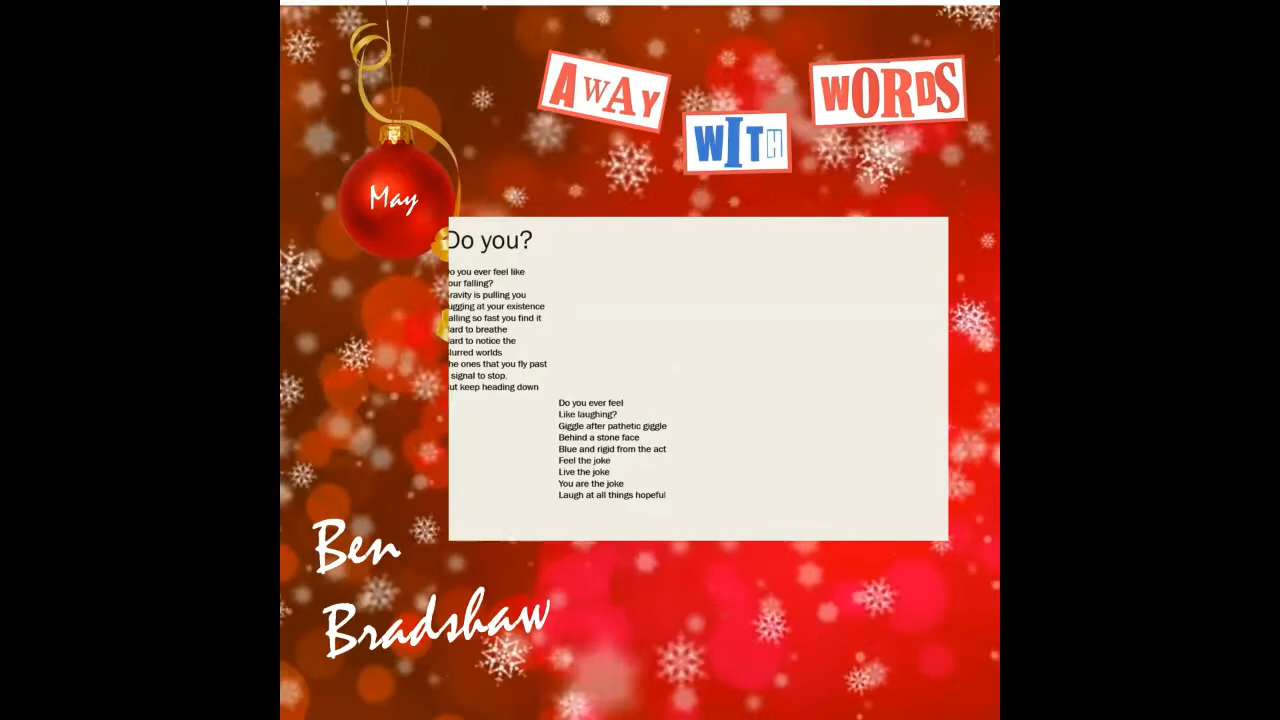 AWAY
WITH
WORDS
May
Do you?
o you ever feel like
our falling?
ravity is pulling you
ugging at your existence
alling so fast you find it
ard to breathe
ard to notice the
lurred worlds
he ones that you fly past
signal to stop.
ut keep heading down
Do you ever feel
Like laughing?
Giggle after pathetic giggle
Behind a stone face
Blue and rigid from the act
Feel the joke
Live the joke
You are the joke
Laugh at all things hopeful
Ben
Bradshaw